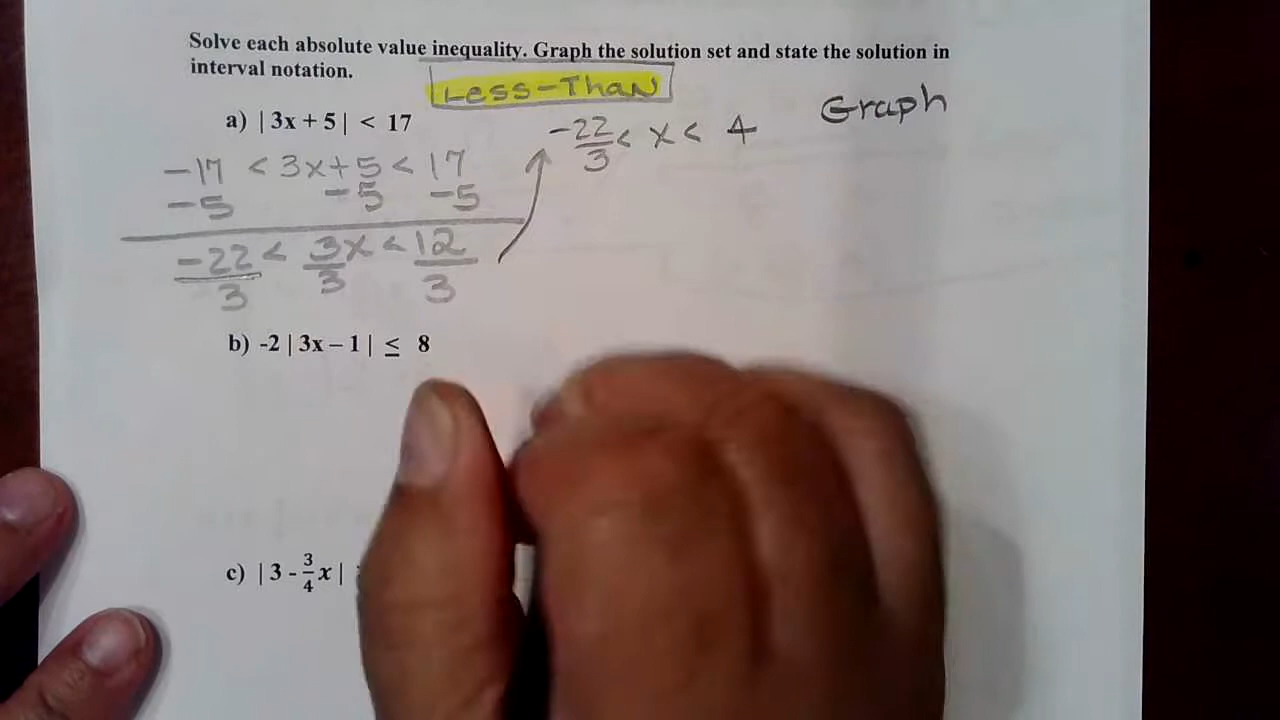 Solve each absolute value inequality. Graph the solution set and state the solution in
interval notation.
Less-Than
a) | 3x + 5 | < 17
-17 < 3x+5 < 17
-5 -5 -5
-22/3 < 3x/3 < 12/3
-22/3 < x < 4
Graph
b) -2 | 3x – 1 | ≤ 8
c) | 3 - 3/4 x |